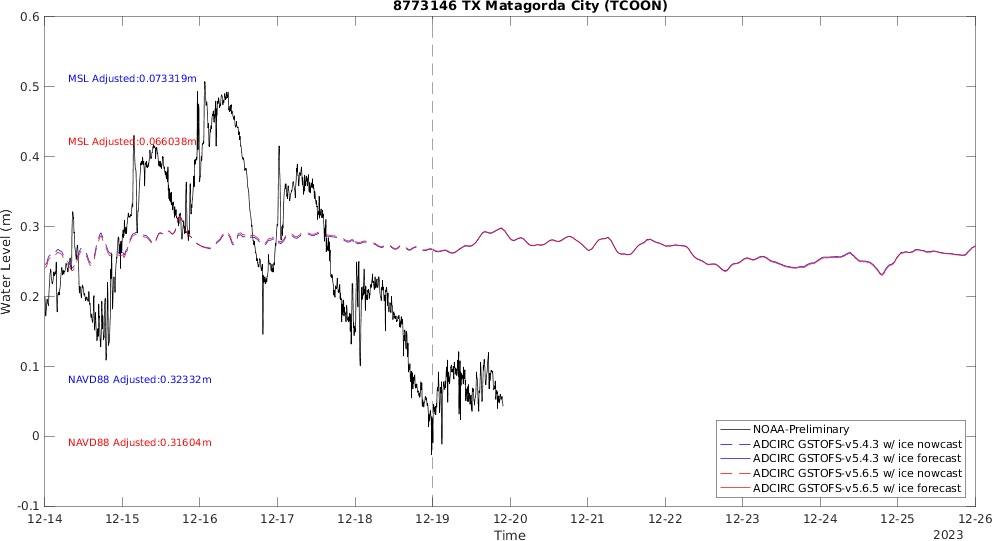 8773146 TX Matagorda City (TCOON)
0.6
0.5
0.4
0.3
0.2
0.1
0
-0.1
Water Level (m)
MSL Adjusted:0.073319m
MSL Adjusted:0.066038m
NAVD88 Adjusted:0.32332m
NAVD88 Adjusted:0.31604m
NOAA-Preliminary
ADCIRC GSTOFS-v5.4.3 w/ ice nowcast
ADCIRC GSTOFS-v5.4.3 w/ ice forecast
ADCIRC GSTOFS-v5.6.5 w/ ice nowcast
ADCIRC GSTOFS-v5.6.5 w/ ice forecast
12-14 12-15 12-16 12-17 12-18 12-19 12-20 12-21 12-22 12-23 12-24 12-25 12-26
Time
2023